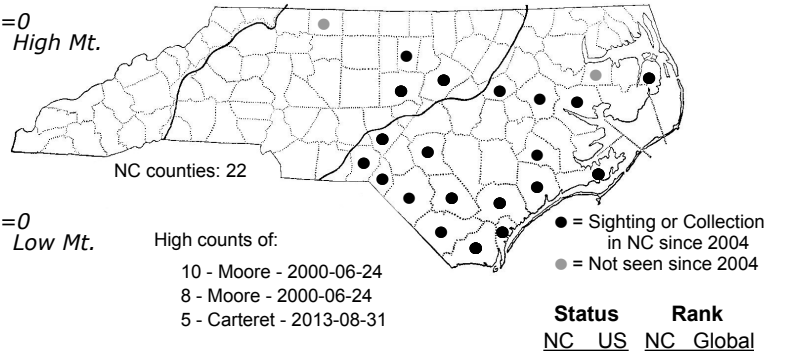 =0
High Mt.
NC counties: 22
=0
Low Mt.
High counts of:
10 - Moore - 2000-06-24
8 - Moore - 2000-06-24
5 - Carteret - 2013-08-31
= Sighting or Collection
in NC since 2004
= Not seen since 2004
Status Rank
NC US NC Global